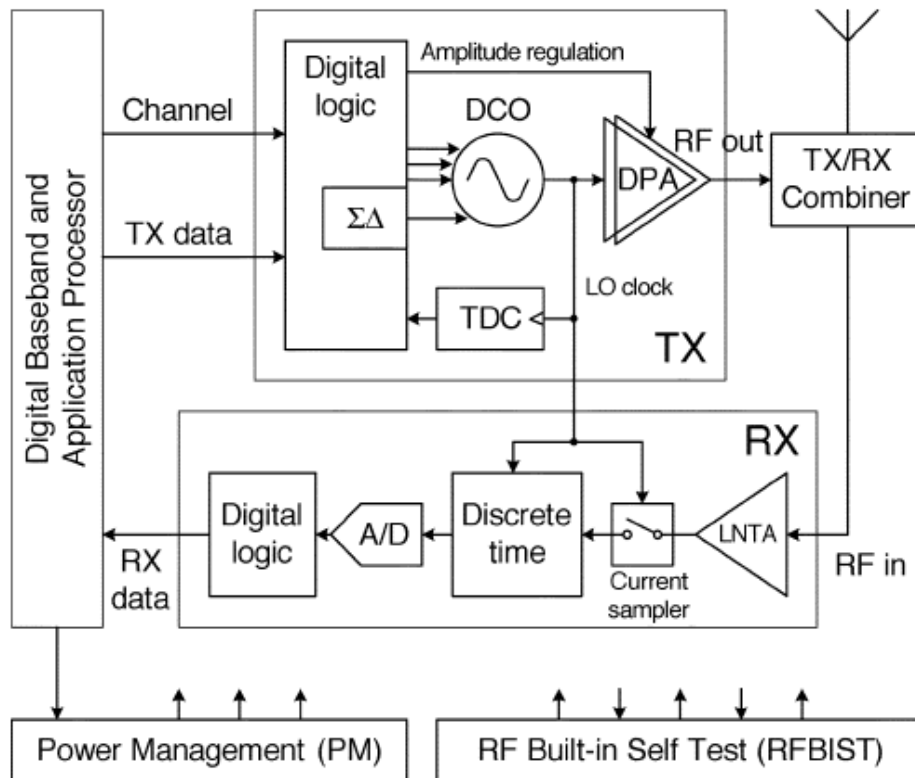 Digital Baseband and
Application Processor
Channel
TX data
Digital
logic
ΣΔ
Amplitude regulation
DCO
DPA
RF out
TX/RX
Combiner
LO clock
TDC
TX
RX
Digital
logic
A/D
Discrete
time
Current
sampler
LNTA
RF in
RX
data
Power Management (PM)
RF Built-in Self Test (RFBIST)